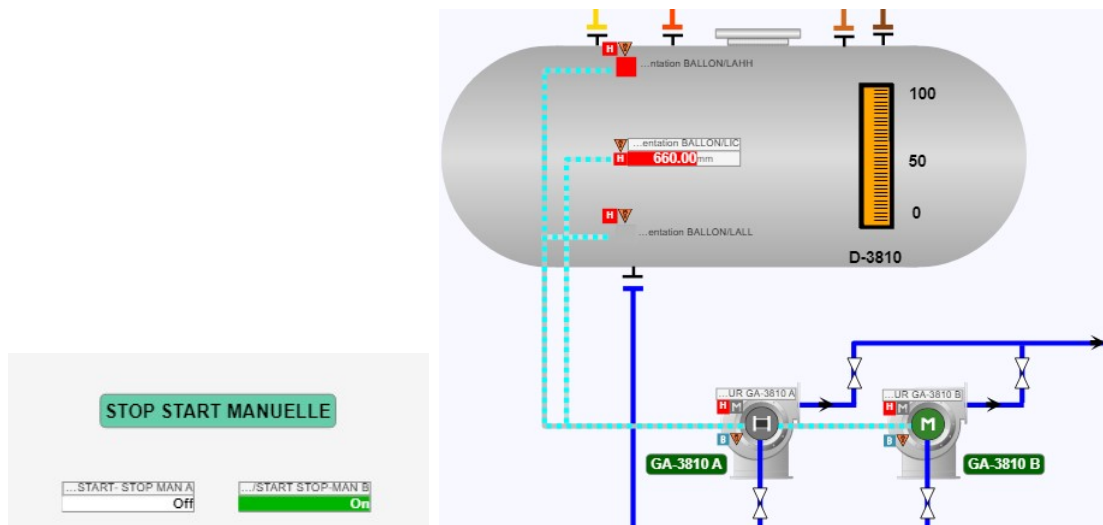 STOP START MANUELLE
...START- STOP MAN A
Off
.../START STOP-MAN B
On
H
...ntation BALLON/LAHH
...entation BALLON/LIC
H
660.00 mm
H
...entation BALLON/LALL
100
50
0
D-3810
...UR GA-3810 A
H M
B
GA-3810 A
...UR GA-3810 B
H M
M
B
GA-3810 B